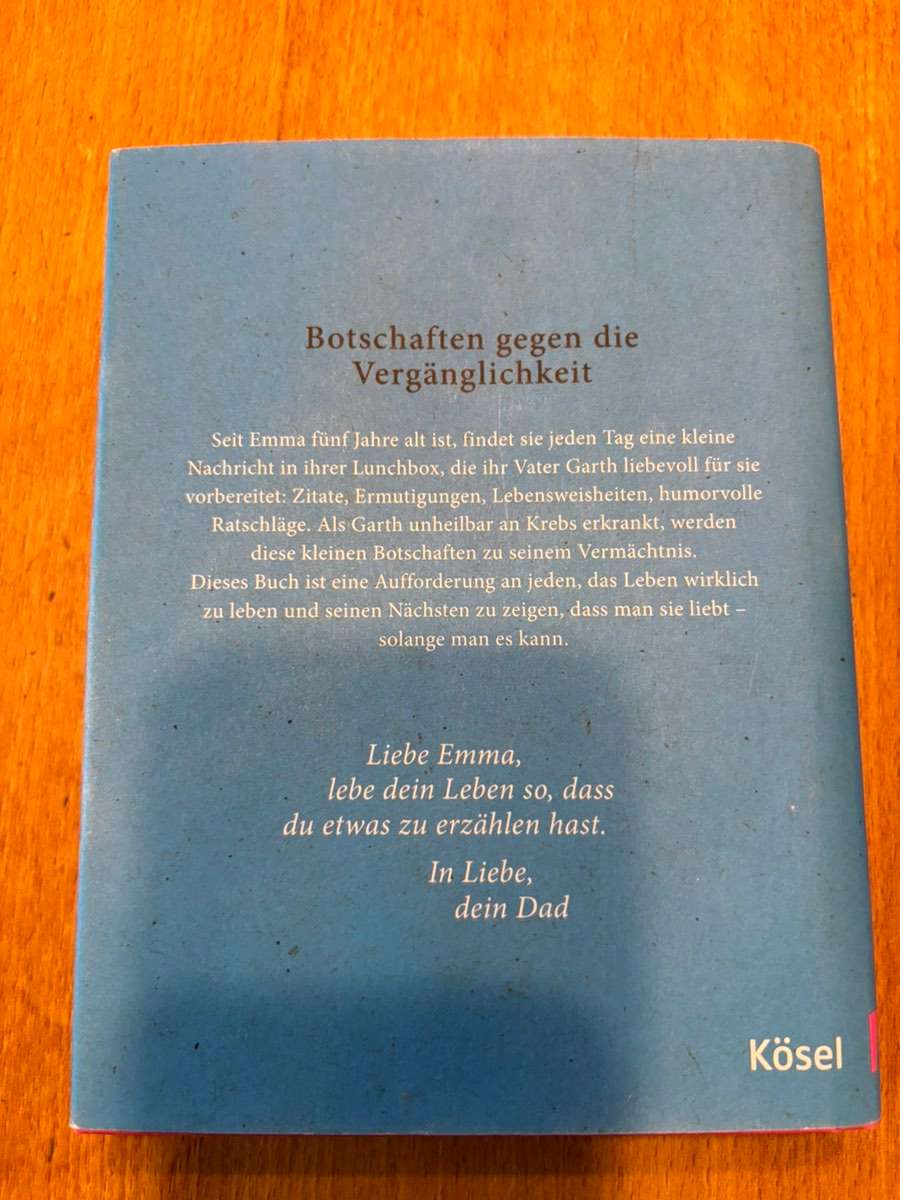 Botschaften gegen die
Vergänglichkeit
Seit Emma fünf Jahre alt ist, findet sie jeden Tag eine kleine
Nachricht in ihrer Lunchbox, die ihr Vater Garth liebevoll für sie
vorbereitet: Zitate, Ermutigungen, Lebensweisheiten, humorvolle
Ratschläge. Als Garth unheilbar an Krebs erkrankt, werden
diese kleinen Botschaften zu seinem Vermächtnis.
Dieses Buch ist eine Aufforderung an jeden, das Leben wirklich
zu leben und seinen Nächsten zu zeigen, dass man sie liebt –
solange man es kann.
Liebe Emma,
lebe dein Leben so, dass
du etwas zu erzählen hast.
In Liebe,
dein Dad
Kösel